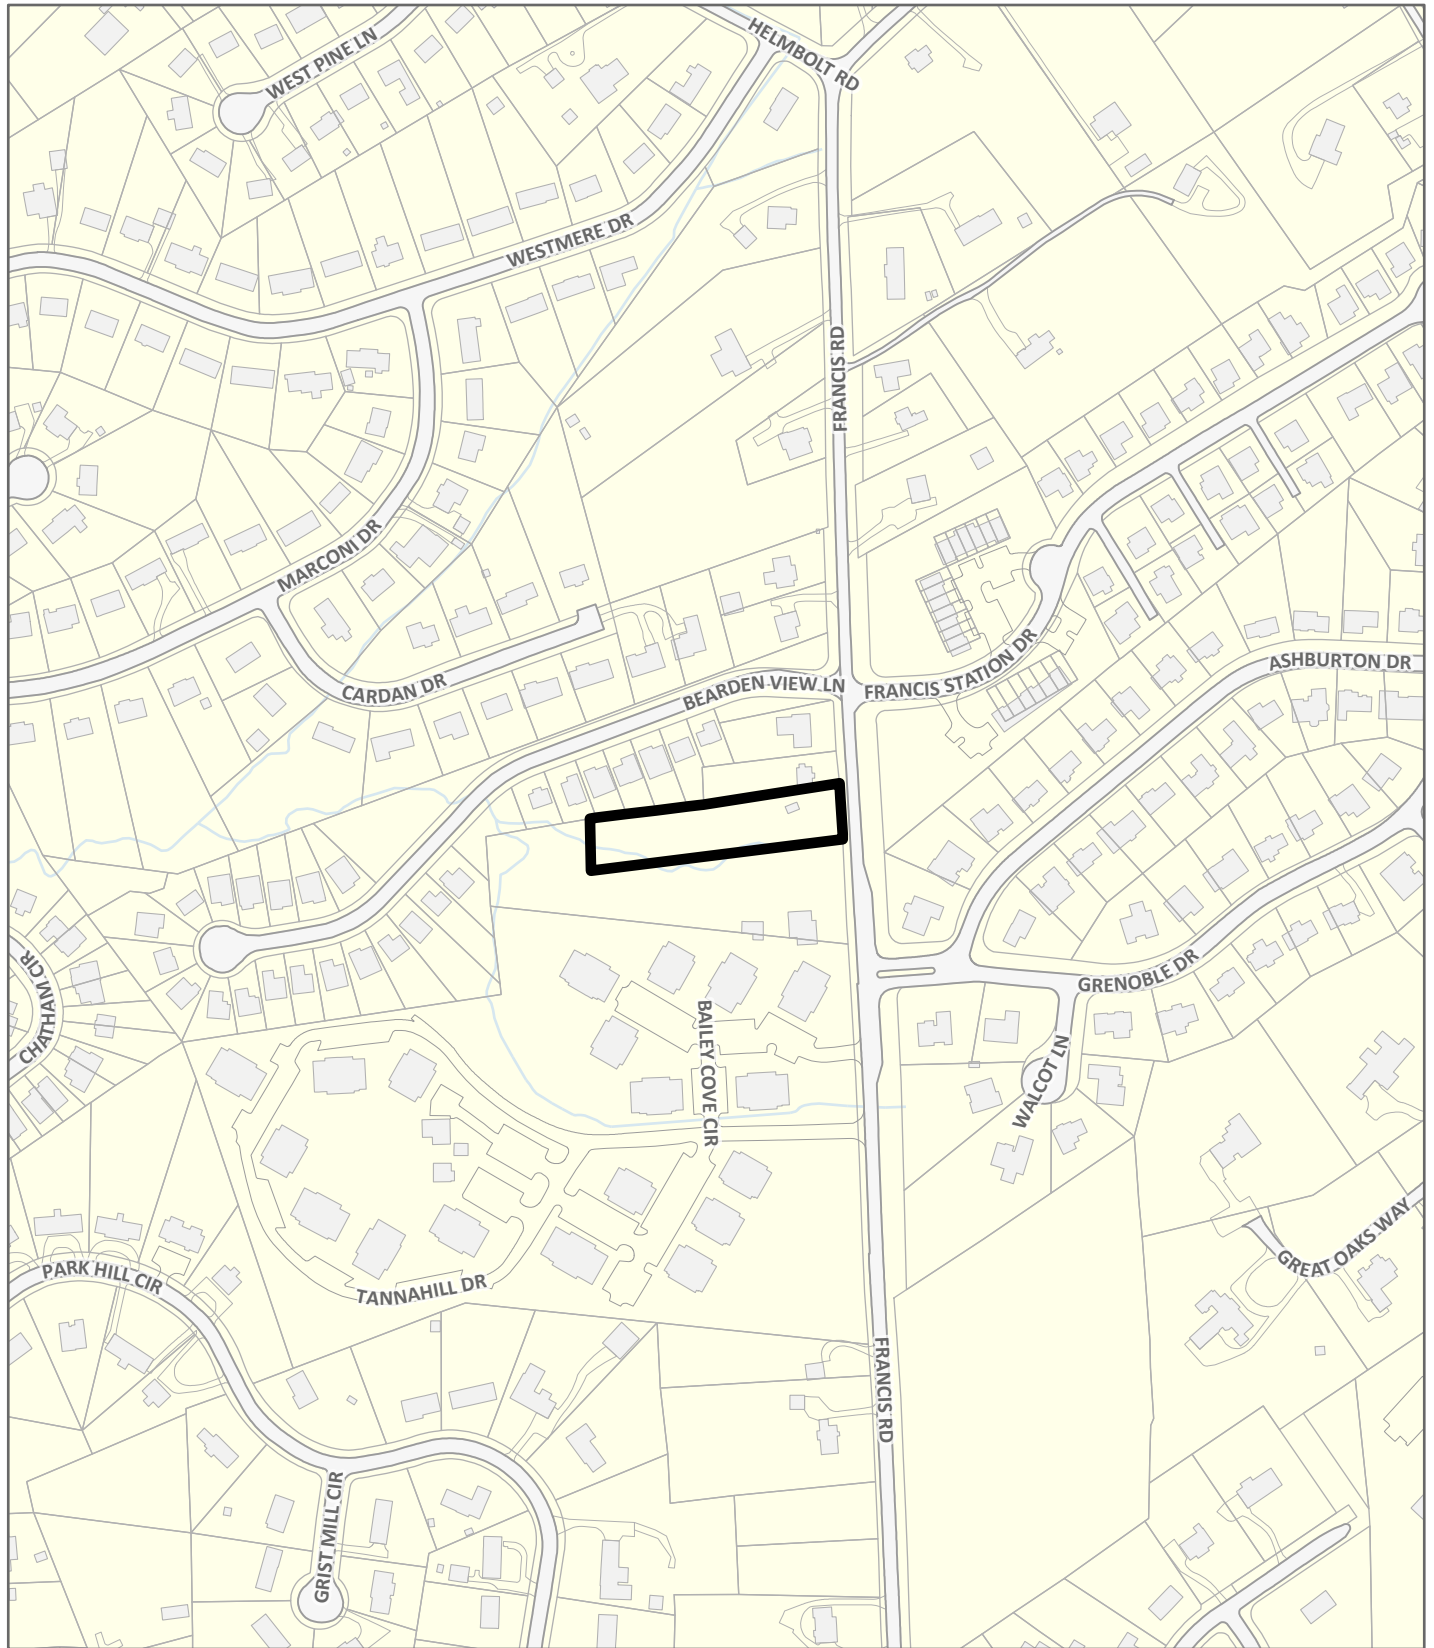 HELMBOLT RD
WEST PINE LN
WESTMERE DR
FRANCIS RD
MARCONI DR
CARDAN DR
BEARDEN VIEW LN
FRANCIS STATION DR
ASHBURTON DR
CHATHAM CIR
GRENOBLE DR
BAILEY COVE CIR
WALCOT LN
GREAT OAKS WAY
PARK HILL CIR
TANNAHILL DR
FRANCIS RD
GRIST MILL CIR